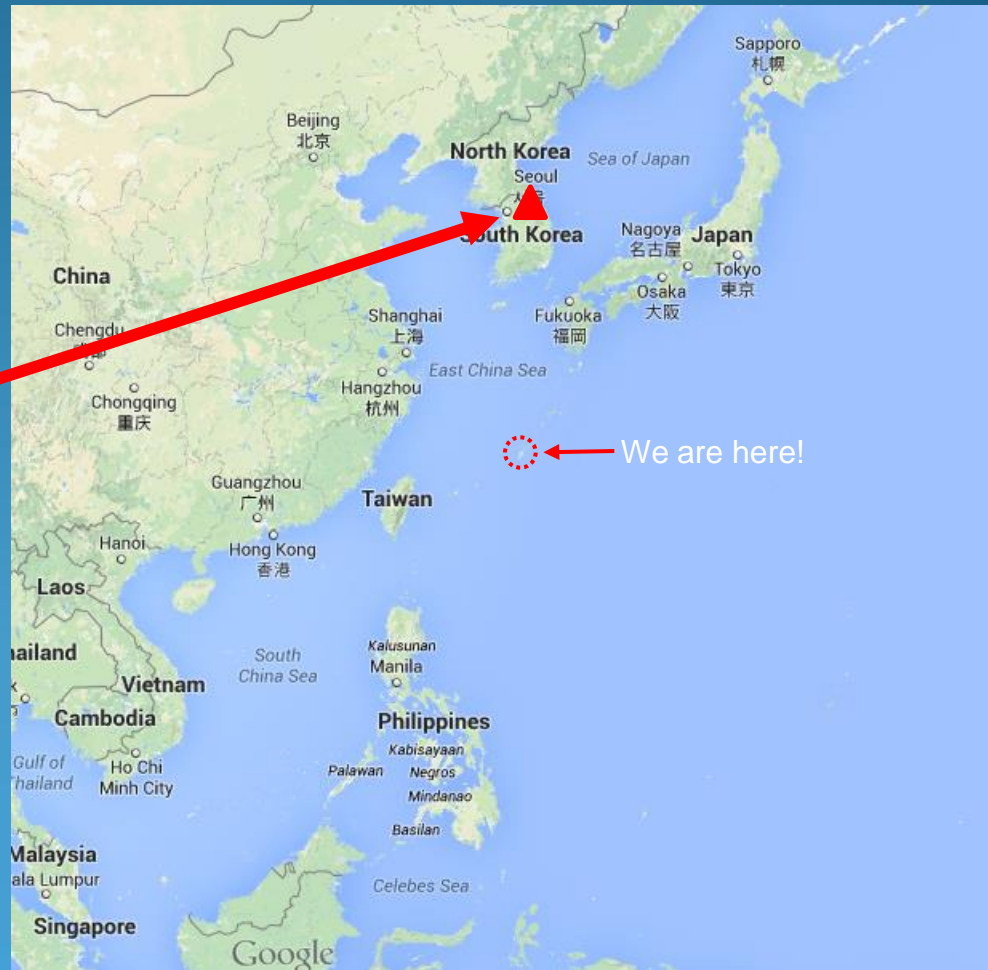 Sapporo
札幌
Beijing
北京
North Korea
Sea of Japan
Seoul
South Korea
Nagoya
名古屋
Japan
Tokyo
東京
Osaka
大阪
China
Shanghai
上海
Fukuoka
福岡
Chengdu
East China Sea
Hangzhou
杭州
Chongqing
重庆
We are here!
Guangzhou
广州
Taiwan
Hanoi
Hong Kong
香港
Laos
hailand
Kalusunan
Manila
South
China Sea
Vietnam
Cambodia
Philippines
Gulf of
Thailand
Ho Chi
Minh City
Kabisayaan
Palawan
Negros
Mindanao
Basilan
Malaysia
ala Lumpur
Celebes Sea
Singapore
Google